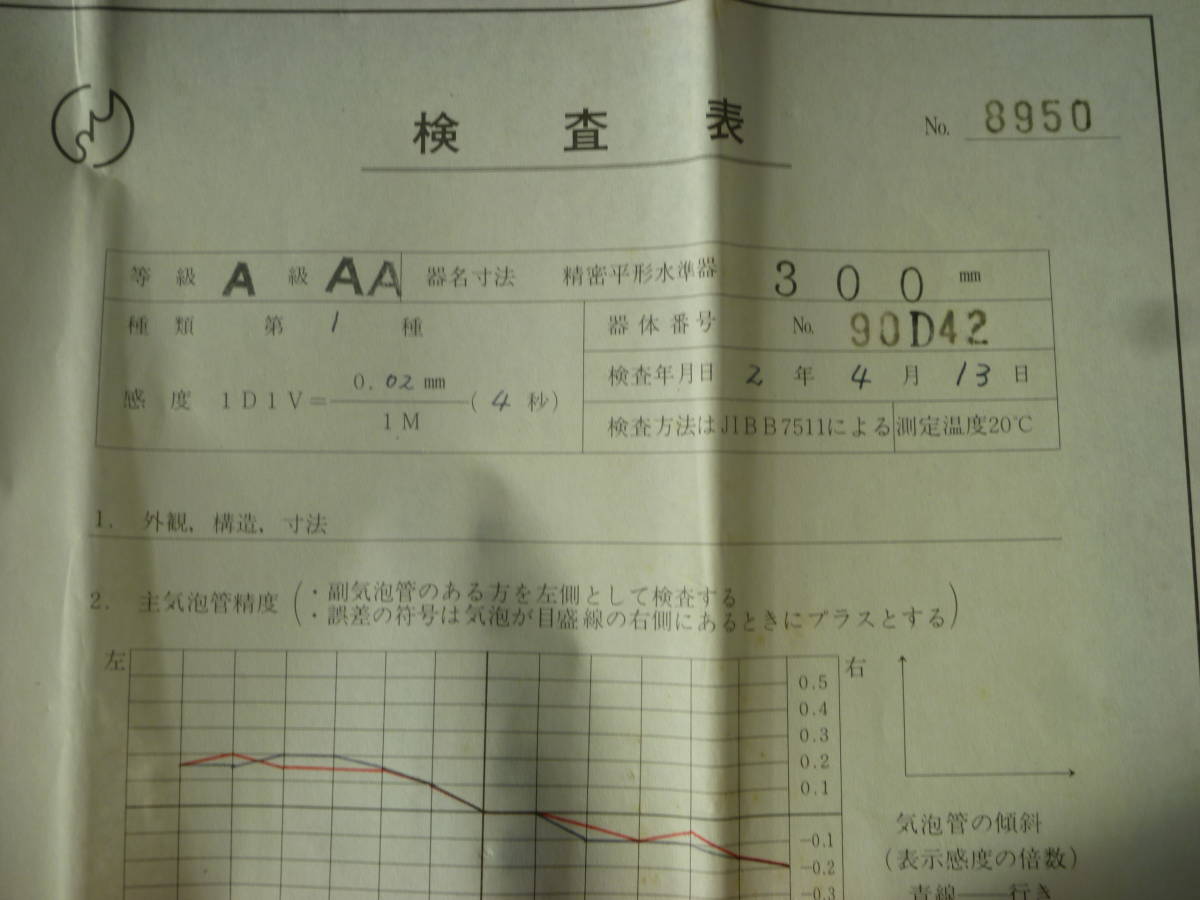 検査表
No. 8950
等級 A 級 AA 器名寸法 精密平形水準器 300 mm
種類 第 1 種
器体番号 No. 90D42
感度 1D1V= 0.02 mm / 1M (4 秒)
検査年月日 2 年 4 月 13 日
検査方法はJIBB7511による 測定温度20℃
1. 外観, 構造, 寸法
2. 主気泡管精度
・副気泡管のある方を左側として検査する
・誤差の符号は気泡が目盛線の右側にあるときにプラスとする
左
右
0.5
0.4
0.3
0.2
0.1
-0.1
-0.2
-0.3
気泡管の傾斜
(表示感度の倍数)
青線——行き